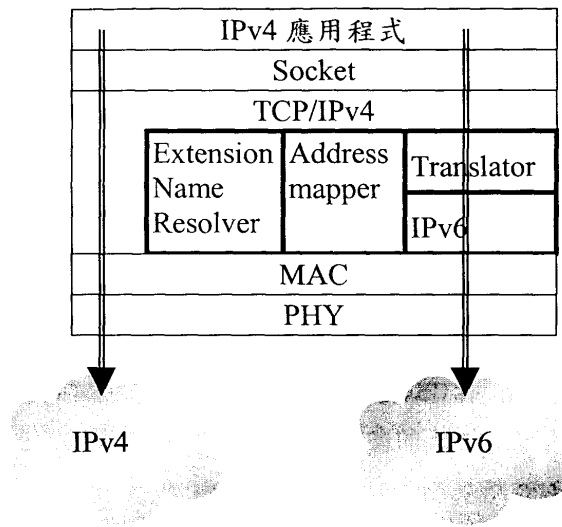 IPv4 應用程式
Socket
TCP/IPv4
Extension
Name
Resolver
Address
mapper
Translator
IPv6
MAC
PHY
IPv4
IPv6